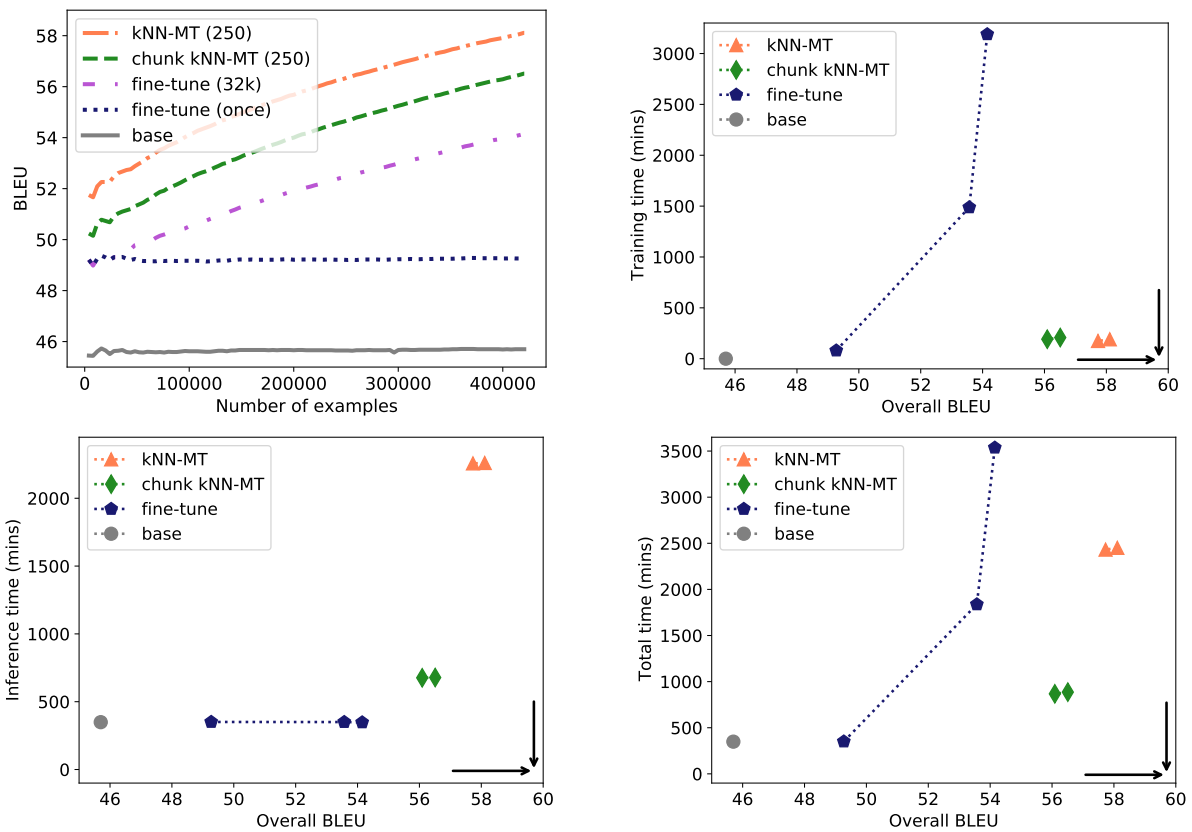 kNN-MT (250)
chunk kNN-MT (250)
fine-tune (32k)
fine-tune (once)
base
58
56
54
52
50
48
46
BLEU
0
100000
200000
300000
400000
Number of examples
kNN-MT
chunk kNN-MT
fine-tune
base
3000
2500
2000
1500
1000
500
0
Training time (mins)
46
48
50
52
54
56
58
60
Overall BLEU
kNN-MT
chunk kNN-MT
fine-tune
base
2000
1500
1000
500
0
Inference time (mins)
46
48
50
52
54
56
58
60
Overall BLEU
kNN-MT
chunk kNN-MT
fine-tune
base
3500
3000
2500
2000
1500
1000
500
0
Total time (mins)
46
48
50
52
54
56
58
60
Overall BLEU